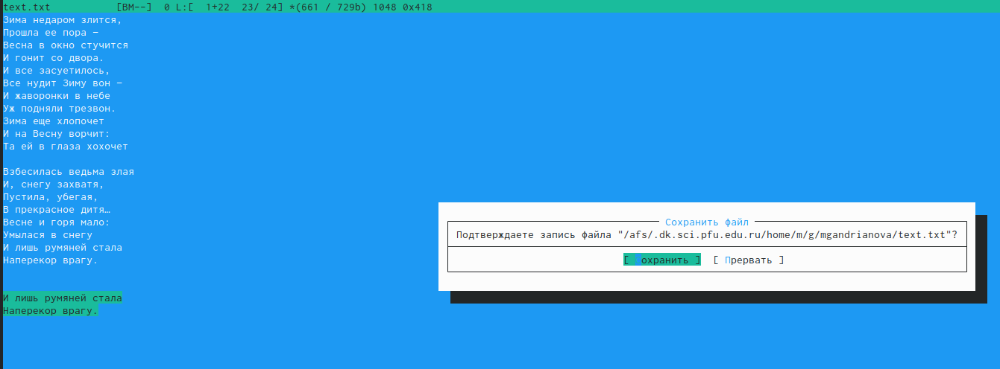 text.txt [BM--] 0 L:[ 1+22 23/ 24] *(661 / 729b) 1048 0x418
Зима недаром злится,
Прошла ее пора —
Весна в окно стучится
И гонит со двора.
И все засуетилось,
Все нудит Зиму вон —
И жаворонки в небе
Уж подняли трезвон.
Зима еще хлопочет
И на Весну ворчит:
Та ей в глаза хохочет
Взбесилась ведьма злая
И, снегу захватя,
Пустила, убегая,
В прекрасное дитя…
Весне и горя мало:
Умылася в снегу
И лишь румяней стала
Наперекор врагу.
И лишь румяней стала
Наперекор врагу.
Сохранить файл
Подтверждаете запись файла "/afs/.dk.sci.pfu.edu.ru/home/m/g/mgandrianova/text.txt"?
[ Сохранить ] [ Прервать ]